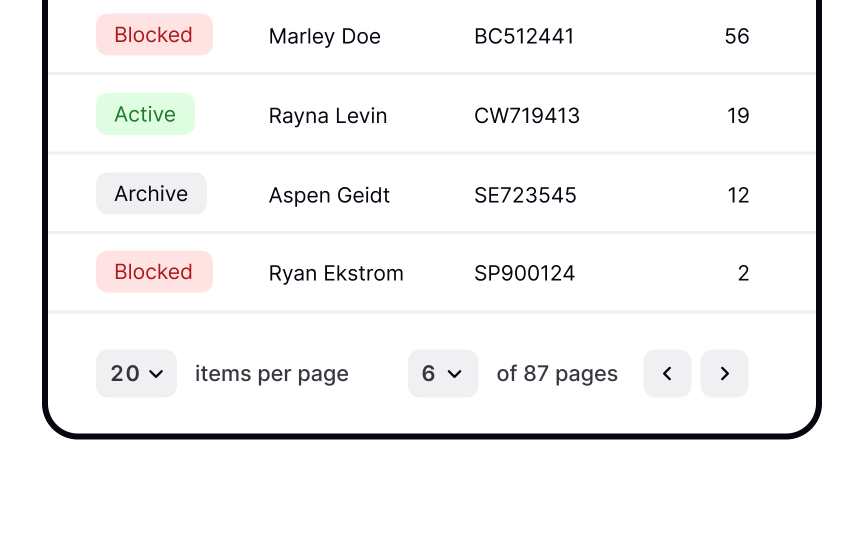 Blocked Marley Doe BC512441 56
Active Rayna Levin CW719413 19
Archive Aspen Geidt SE723545 12
Blocked Ryan Ekstrom SP900124 2
20 items per page 6 of 87 pages